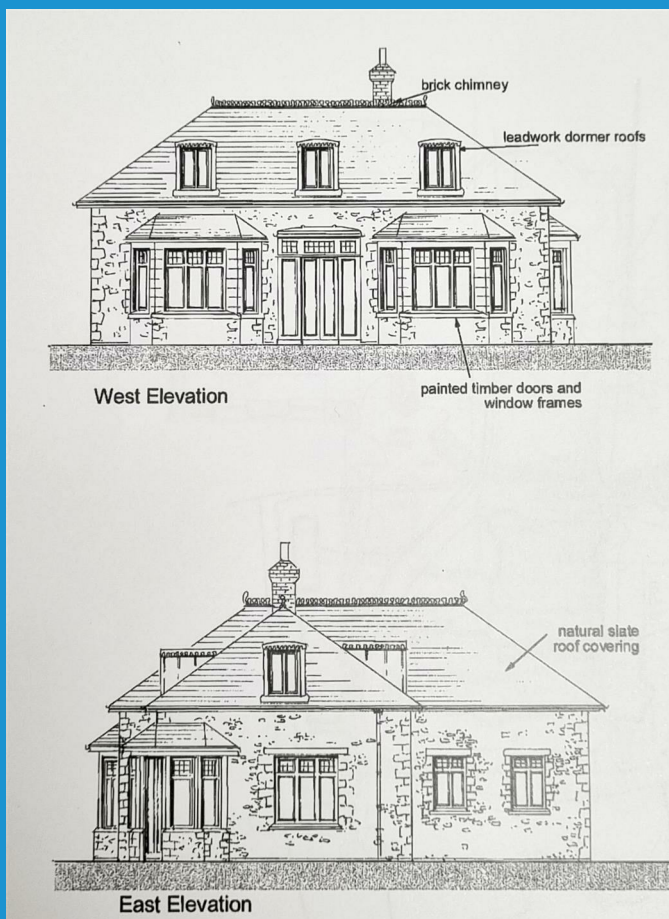 brick chimney
leadwork dormer roofs
West Elevation
painted timber doors and
window frames
natural slate
roof covering
East Elevation